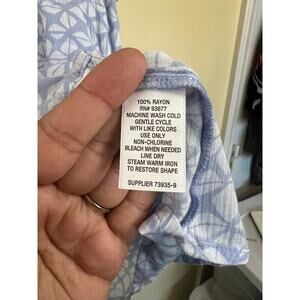 100% RAYON
RN# 93677
MACHINE WASH COLD
GENTLE CYCLE
WITH LIKE COLORS
USE ONLY
NON-CHLORINE
BLEACH WHEN NEEDED
LINE DRY
STEAM WARM IRON
TO RESTORE SHAPE
SUPPLIER 73935-9